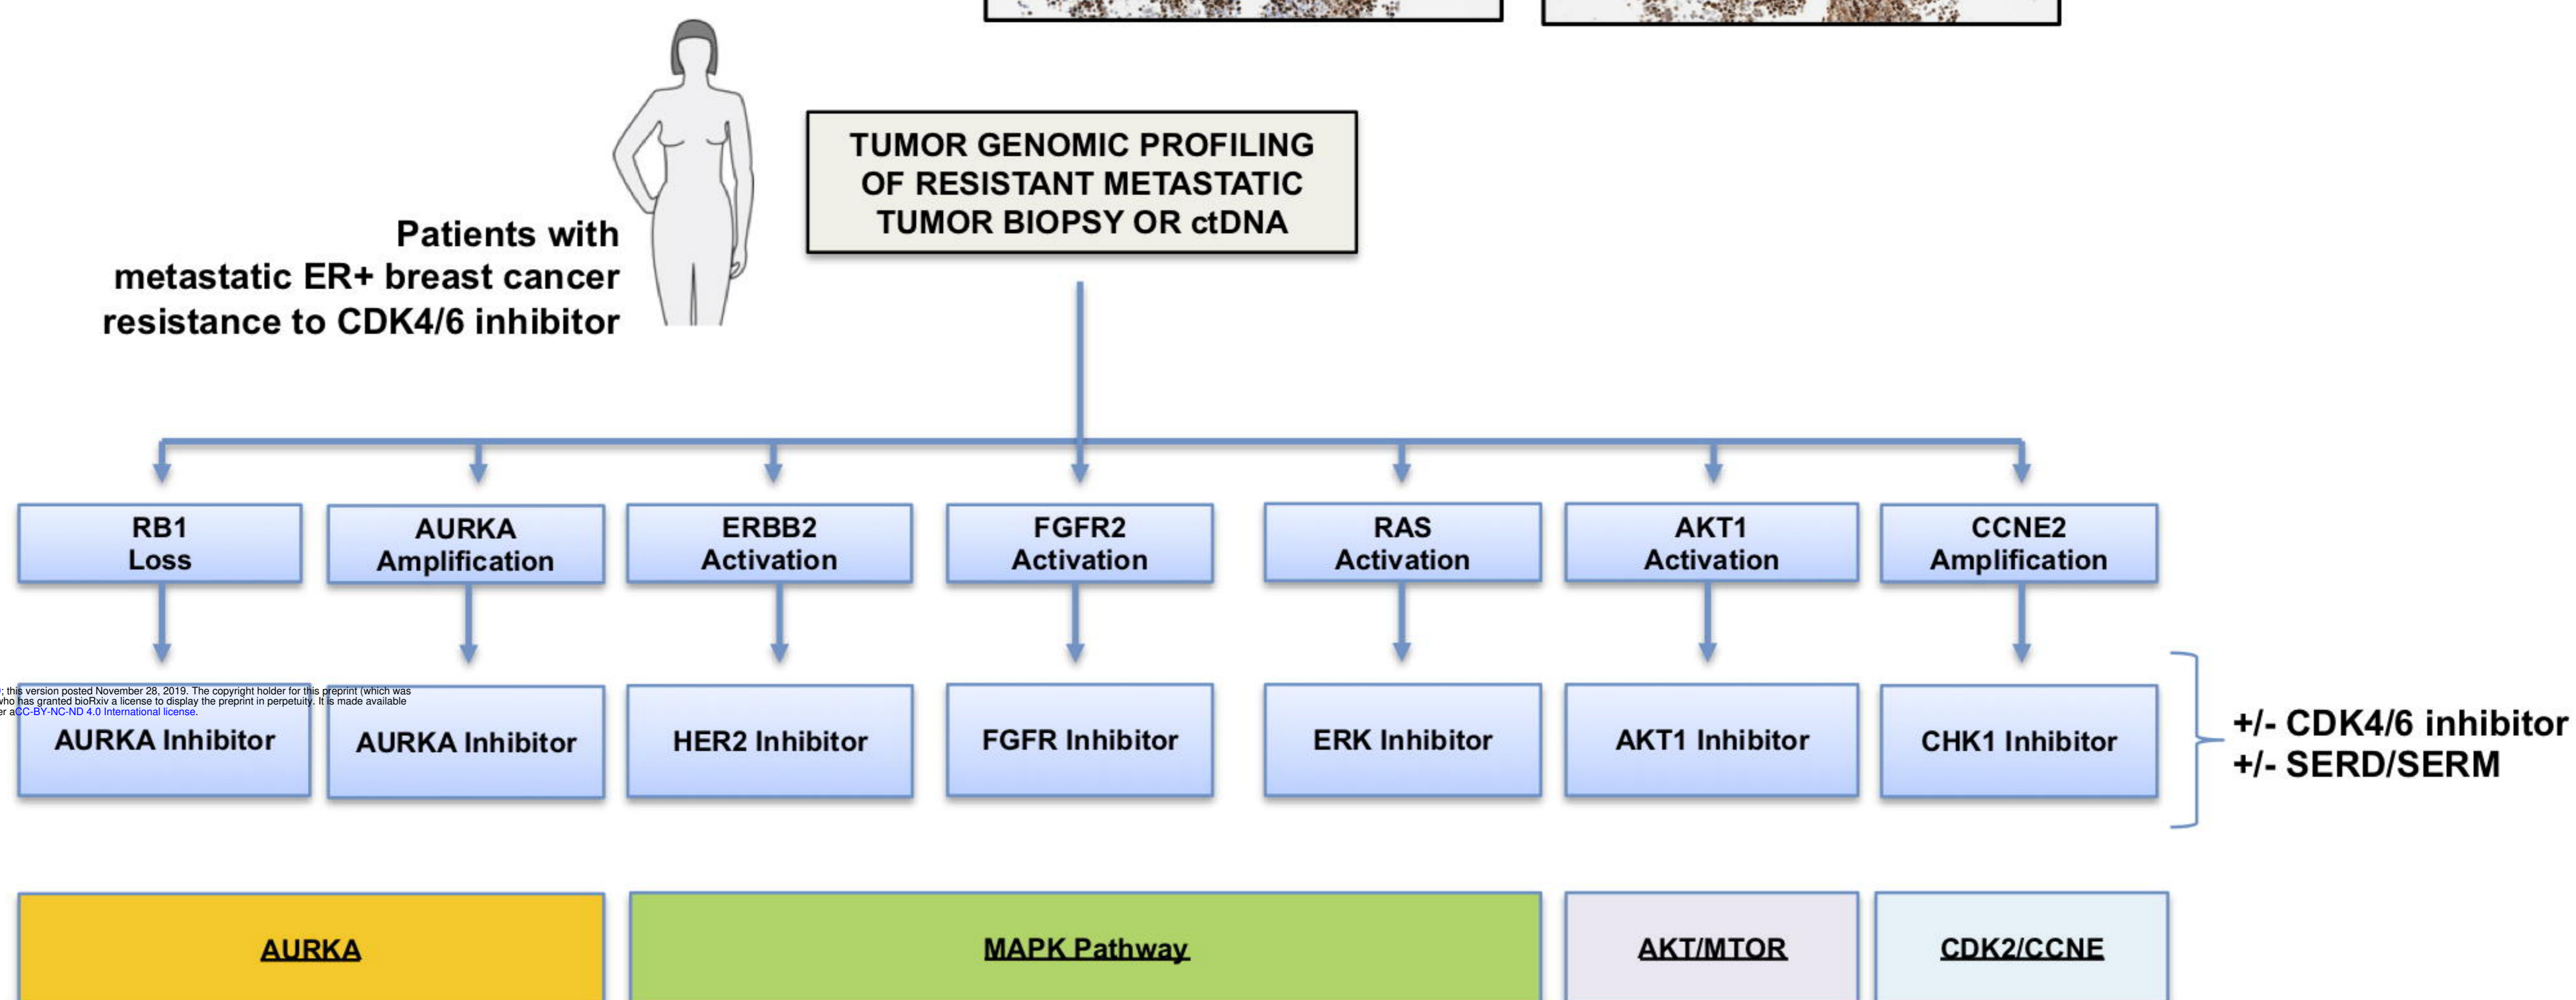 TUMOR GENOMIC PROFILING
OF RESISTANT METASTATIC
TUMOR BIOPSY OR ctDNA
Patients with
metastatic ER+ breast cancer
resistance to CDK4/6 inhibitor
RB1
Loss
AURKA
Amplification
ERBB2
Activation
FGFR2
Activation
RAS
Activation
AKT1
Activation
CCNE2
Amplification
; this version posted November 28, 2019. The copyright holder for this preprint (which was
who has granted bioRxiv a license to display the preprint in perpetuity. It is made available
aCC-BY-NC-ND 4.0 International license.
AURKA Inhibitor
AURKA Inhibitor
HER2 Inhibitor
FGFR Inhibitor
ERK Inhibitor
AKT1 Inhibitor
CHK1 Inhibitor
+/- CDK4/6 inhibitor
+/- SERD/SERM
AURKA
MAPK Pathway
AKT/MTOR
CDK2/CCNE